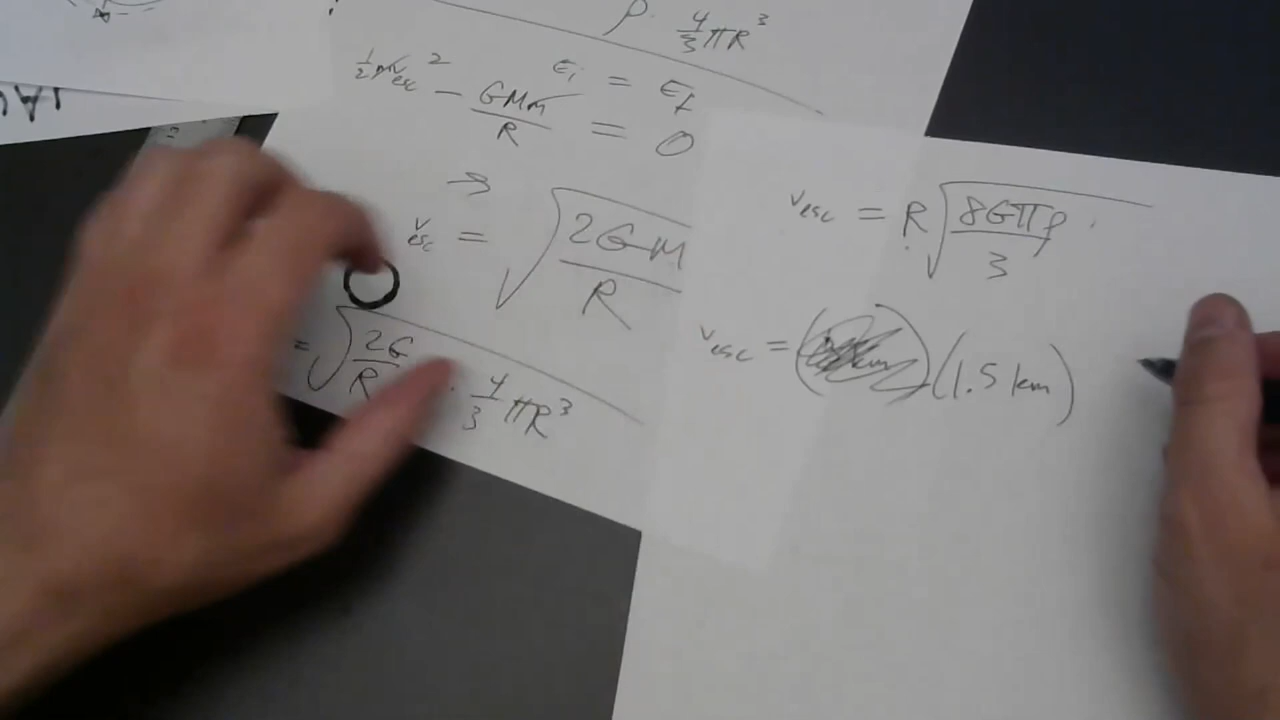 ρ · 4/3 πR³
E_i = E_f
½mv_esc² − GMm/R = 0
⇒
v_esc = √(2GM/R)
= √(2G/R · 4/3 πR³)
v_esc = R√(8Gπρ/3)
v_esc = (1.5 km)